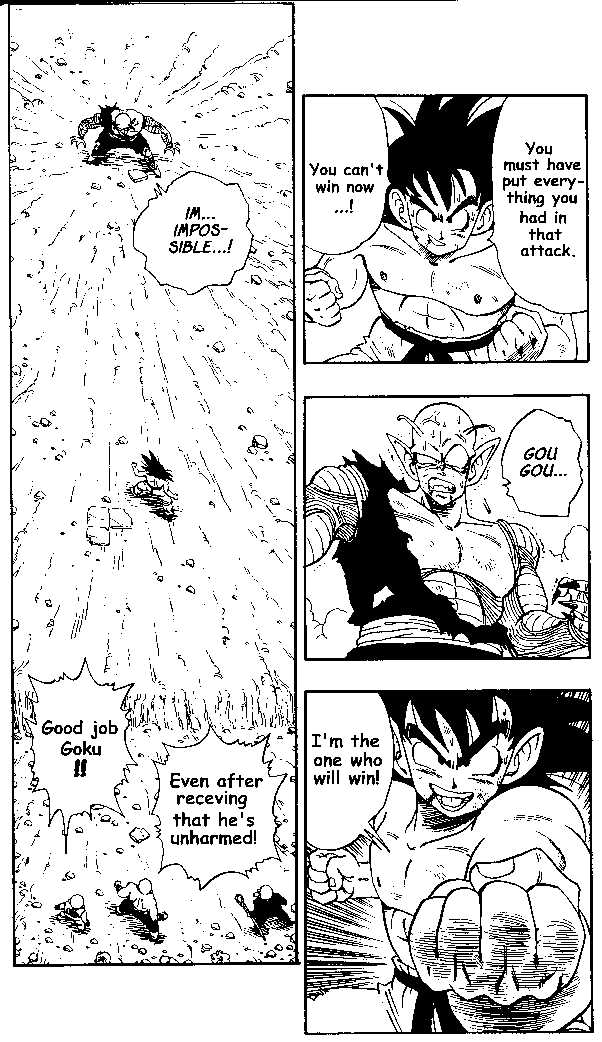 You
must have
put every-
thing you
had in
that
attack.
You can't
win now
...!
GOU
GOU...
I'm the
one who
will win!
IM...
IMPOS-
SIBLE...!
Even after
receving
that he's
unharmed!
Good job
Goku
!!